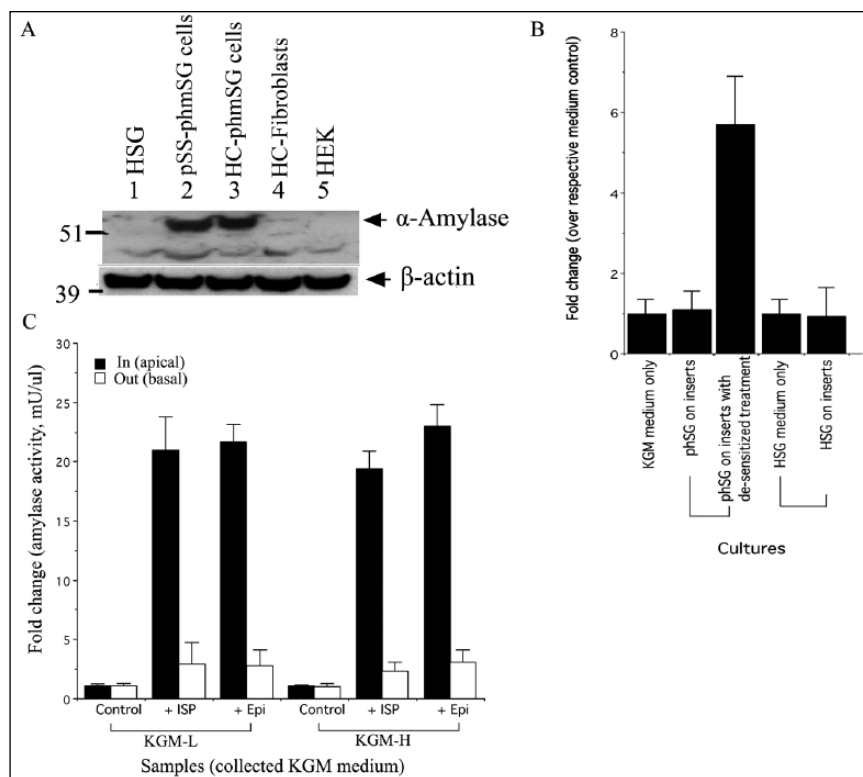 A
HSG
pSS-phmSG cells
HC-phmSG cells
HC-Fibroblasts
HEK
1 2 3 4 5
α-Amylase
51
β-actin
39
B
Fold change (over respective medium control)
8
6
4
2
1
0
KGM medium only
phSG on inserts
phSG on inserts with
de-sensitized treatment
HSG medium only
HSG on inserts
Cultures
C
Fold change (amylase activity, mU/ul)
30
25
20
15
10
5
0
In (apical)
Out (basal)
Control + ISP + Epi Control + ISP + Epi
KGM-L KGM-H
Samples (collected KGM medium)